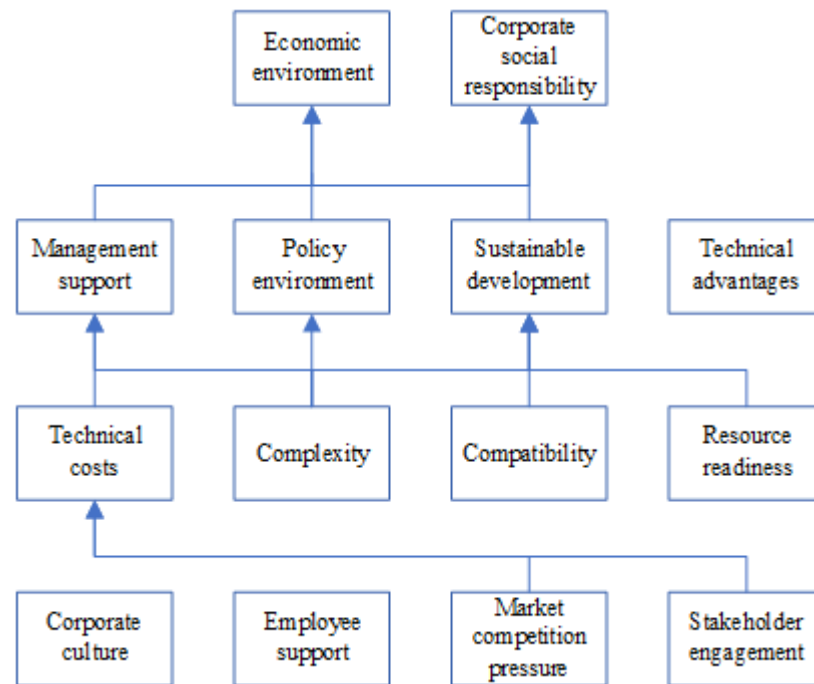 Economic
environment
Corporate
social
responsibility
Management
support
Policy
environment
Sustainable
development
Technical
advantages
Technical
costs
Complexity
Compatibility
Resource
readiness
Corporate
culture
Employee
support
Market
competition
pressure
Stakeholder
engagement